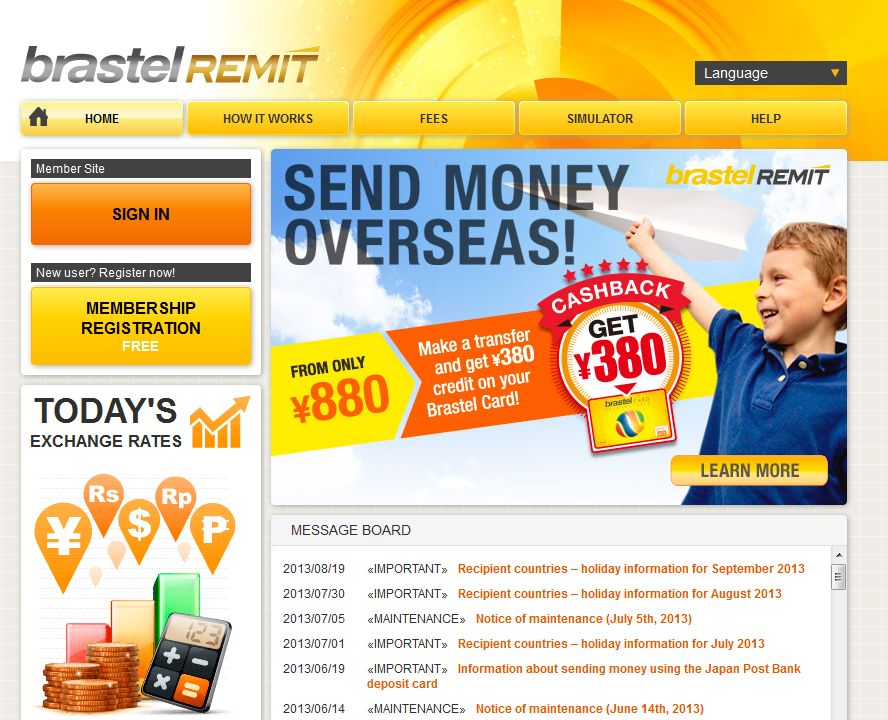 brastel REMIT
Language
HOME
HOW IT WORKS
FEES
SIMULATOR
HELP
Member Site
SIGN IN
New user? Register now!
MEMBERSHIP
REGISTRATION
FREE
TODAY'S
EXCHANGE RATES
Rs
Rp
¥
$
₱
123
SEND MONEY
OVERSEAS!
brastel REMIT
FROM ONLY
¥880
Make a transfer
and get ¥380
credit on your
Brastel Card!
CASHBACK
GET
¥380
brastel CARD
LEARN MORE
MESSAGE BOARD
2013/08/19 «IMPORTANT» Recipient countries – holiday information for September 2013
2013/07/30 «IMPORTANT» Recipient countries – holiday information for August 2013
2013/07/05 «MAINTENANCE» Notice of maintenance (July 5th, 2013)
2013/07/01 «IMPORTANT» Recipient countries – holiday information for July 2013
2013/06/19 «IMPORTANT» Information about sending money using the Japan Post Bank
deposit card
2013/06/14 «MAINTENANCE» Notice of maintenance (June 14th, 2013)